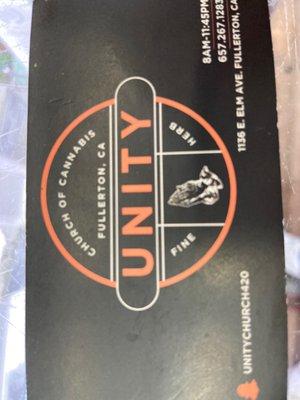 CHURCH OF CANNABIS
FULLERTON, CA
UNITY
FINE HERB
8AM-11:45PM
657.267.1283
1136 E. ELM AVE. FULLERTON, CA
UNITYCHURCH420